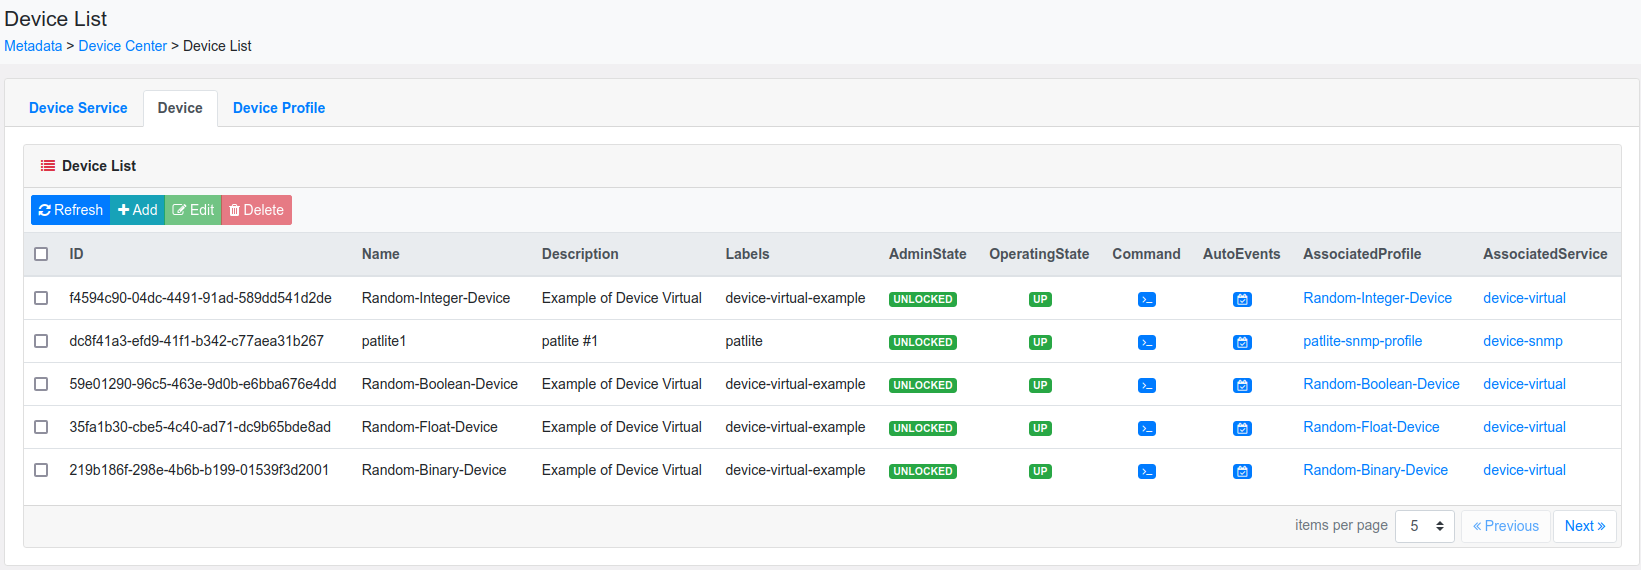 Device List
Metadata > Device Center > Device List
Device Service Device Device Profile
Device List
Refresh Add Edit Delete
ID Name Description Labels AdminState OperatingState Command AutoEvents AssociatedProfile AssociatedService
f4594c90-04dc-4491-91ad-589dd541d2de Random-Integer-Device Example of Device Virtual device-virtual-example UNLOCKED UP Random-Integer-Device device-virtual
dc8f41a3-efd9-41f1-b342-c77aea31b267 patlite1 patlite #1 patlite UNLOCKED UP patlite-snmp-profile device-snmp
59e01290-96c5-463e-9d0b-e6bba676e4dd Random-Boolean-Device Example of Device Virtual device-virtual-example UNLOCKED UP Random-Boolean-Device device-virtual
35fa1b30-cbe5-4c40-ad71-dc9b65bde8ad Random-Float-Device Example of Device Virtual device-virtual-example UNLOCKED UP Random-Float-Device device-virtual
219b186f-298e-4b6b-b199-01539f3d2001 Random-Binary-Device Example of Device Virtual device-virtual-example UNLOCKED UP Random-Binary-Device device-virtual
items per page 5 « Previous Next »